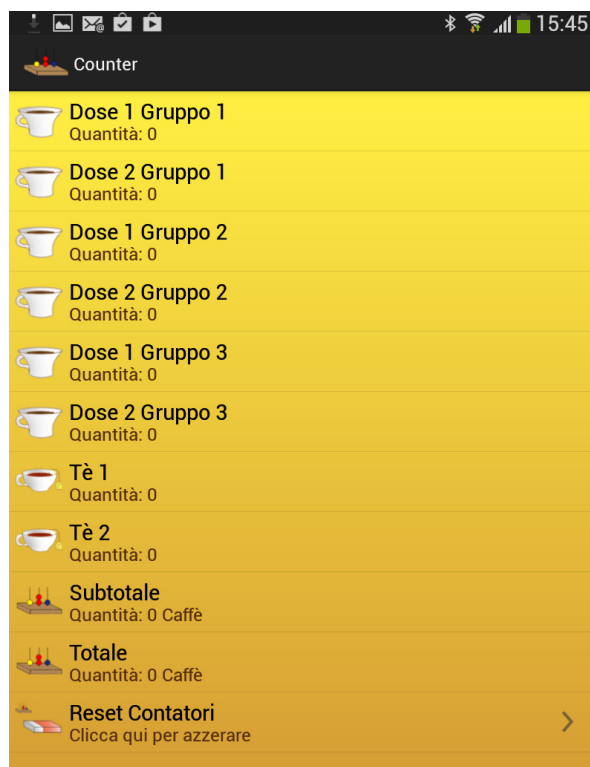 15:45
Counter
Dose 1 Gruppo 1
Quantità: 0
Dose 2 Gruppo 1
Quantità: 0
Dose 1 Gruppo 2
Quantità: 0
Dose 2 Gruppo 2
Quantità: 0
Dose 1 Gruppo 3
Quantità: 0
Dose 2 Gruppo 3
Quantità: 0
Tè 1
Quantità: 0
Tè 2
Quantità: 0
Subtotale
Quantità: 0 Caffè
Totale
Quantità: 0 Caffè
Reset Contatori
Clicca qui per azzerare